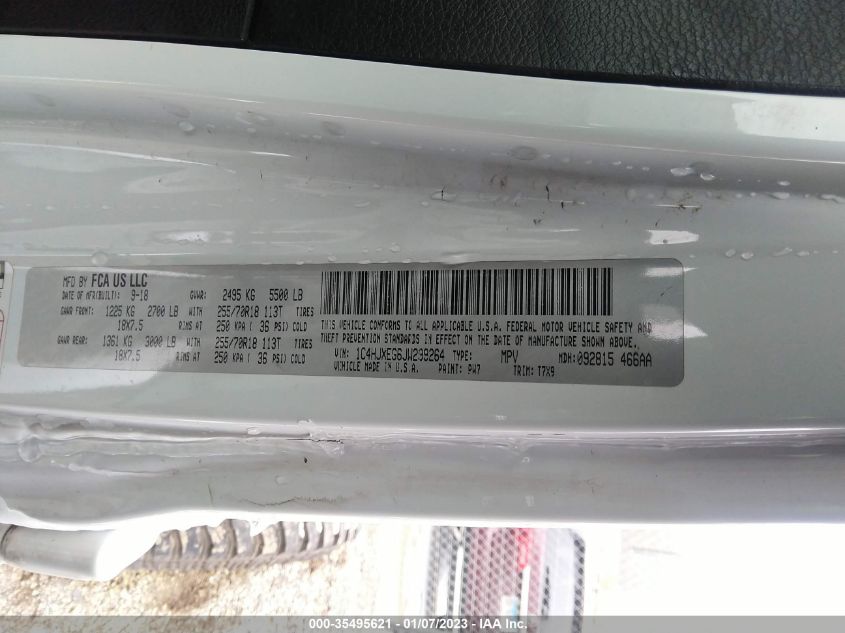 MFD BY FCA US LLC
DATE OF MFR(BUILT): 9-18 GVWR: 2495 KG 5500 LB
GAWR FRONT: 1225 KG 2700 LB WITH 255/70R18 113T TIRES
18X7.5 RIMS AT 250 KPA ( 36 PSI) COLD
GAWR REAR: 1361 KG 3000 LB WITH 255/70R18 113T TIRES
18X7.5 RIMS AT 250 KPA ( 36 PSI) COLD
THIS VEHICLE CONFORMS TO ALL APPLICABLE U.S.A. FEDERAL MOTOR VEHICLE SAFETY AND
THEFT PREVENTION STANDARDS IN EFFECT ON THE DATE OF MANUFACTURE SHOWN ABOVE.
VIN: 1C4HJXEG6JW299264 TYPE: MPV MDH: 092815 466AA
VEHICLE MADE IN U.S.A. PAINT: PW7 TRIM: T7X9
000-35495621 - 01/07/2023 - IAA Inc.